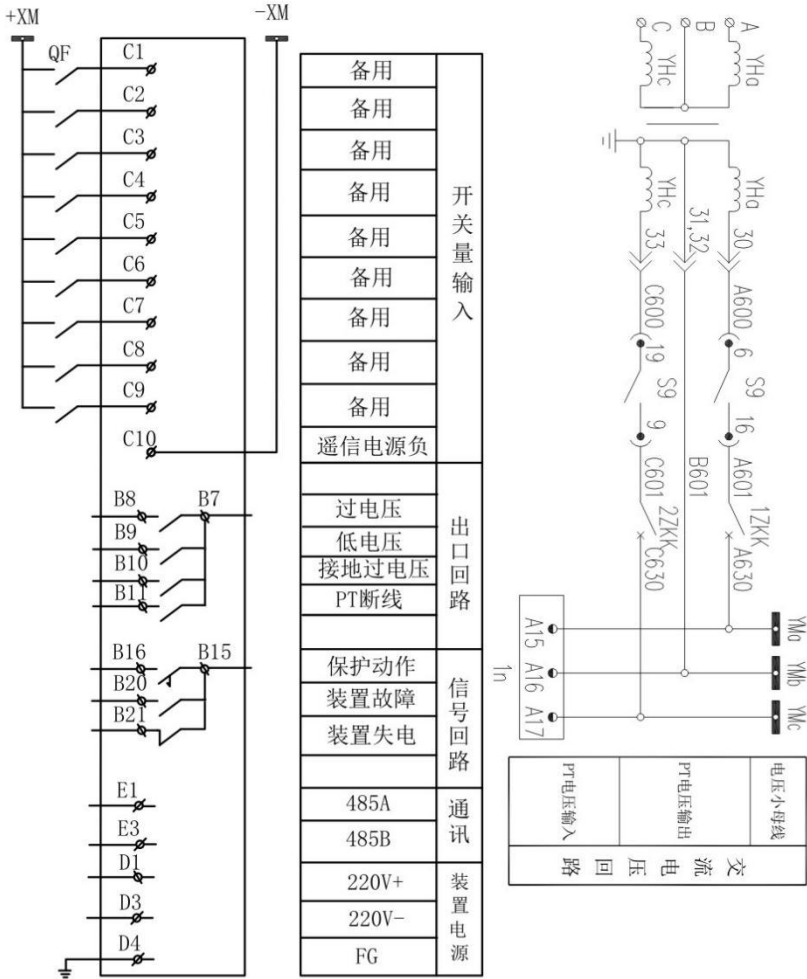 +XM
-XM
QF
C1
C2
C3
C4
C5
C6
C7
C8
C9
C10
B8
B7
B9
B10
B11
B16
B15
B20
B21
E1
E3
D1
D3
D4
备用
备用
备用
备用
备用
备用
备用
备用
备用
遥信电源负
开关量输入
过电压
低电压
接地过电压
PT断线
出口回路
保护动作
装置故障
装置失电
信号回路
485A
485B
通讯
220V+
220V-
FG
装置电源
C
B
A
YHc
YHa
YHc
YHa
33
31,32
30
C600
A600
19
6
S9
S9
9
16
C601
B601
A601
2ZKK
1ZKK
C630
A630
A15
A16
A17
1n
YMa
YMb
YMc
电压小母线
PT电压输出
PT电压输入
交流电压回路